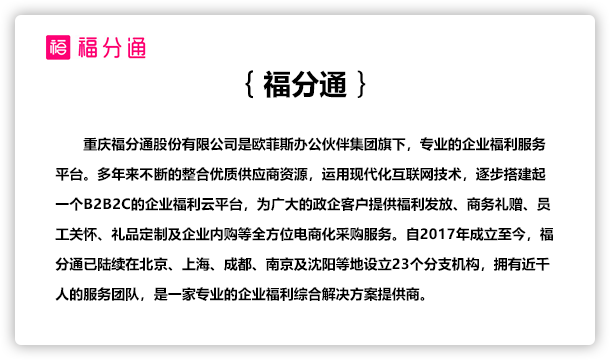 福分通
{ 福分通 }
重庆福分通股份有限公司是欧菲斯办公伙伴集团旗下，专业的企业福利服务
平台。多年来不断的整合优质供应商资源，运用现代化互联网技术，逐步搭建起
一个B2B2C的企业福利云平台，为广大的政企客户提供福利发放、商务礼赠、员
工关怀、礼品定制及企业内购等全方位电商化采购服务。自2017年成立至今，福
分通已陆续在北京、上海、成都、南京及沈阳等地设立23个分支机构，拥有近千
人的服务团队，是一家专业的企业福利综合解决方案提供商。